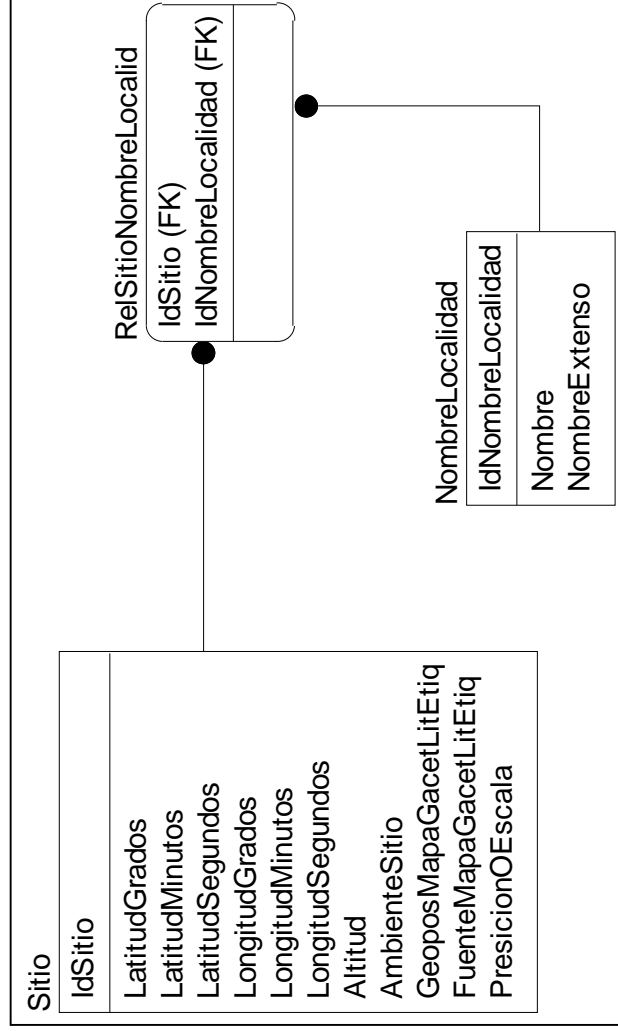 Sitio
IdSitio
LatitudGrados
LatitudMinutos
LatitudSegundos
LongitudGrados
LongitudMinutos
LongitudSegundos
Altitud
AmbienteSitio
GeoposMapaGacetLitEtiq
FuenteMapaGacetLitEtiq
PresicionOEscala
RelSitioNombreLocalid
IdSitio (FK)
IdNombreLocalidad (FK)
NombreLocalidad
IdNombreLocalidad
Nombre
NombreExtenso